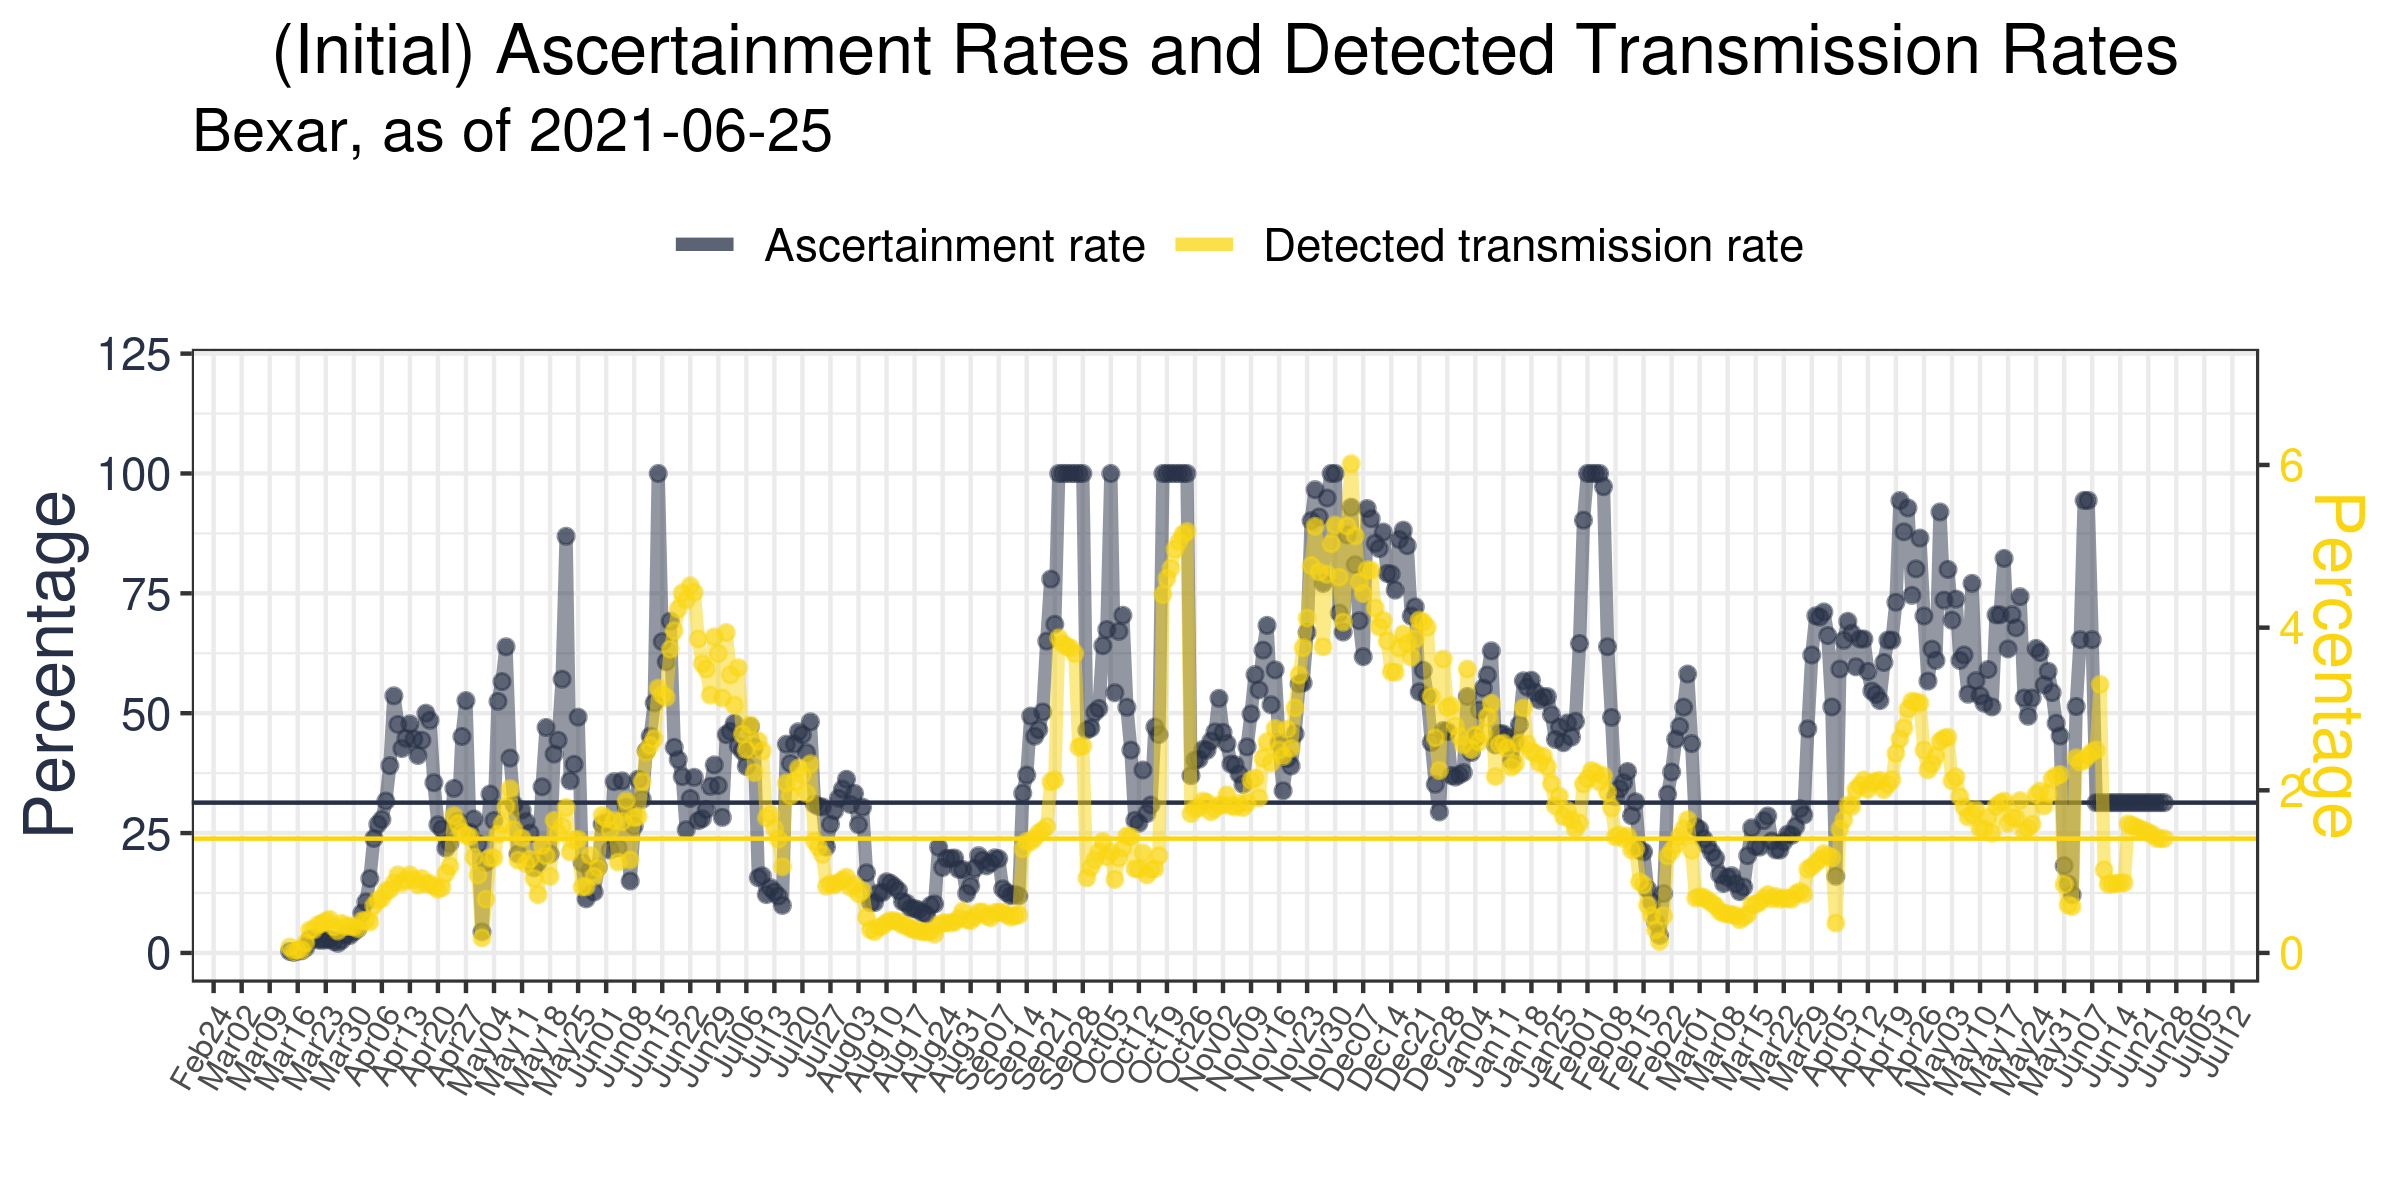 (Initial) Ascertainment Rates and Detected Transmission Rates
Bexar, as of 2021-06-25
Ascertainment rate
Detected transmission rate
Percentage
125
100
75
50
25
0
6
4
2
0
Percentage
Feb24
Mar02
Mar09
Mar16
Mar23
Mar30
Apr06
Apr13
Apr20
Apr27
May04
May11
May18
May25
Jun01
Jun08
Jun15
Jun22
Jun29
Jul06
Jul13
Jul20
Jul27
Aug03
Aug10
Aug17
Aug24
Aug31
Sep07
Sep14
Sep21
Sep28
Oct05
Oct12
Oct19
Oct26
Nov02
Nov09
Nov16
Nov23
Nov30
Dec07
Dec14
Dec21
Dec28
Jan04
Jan11
Jan18
Jan25
Feb01
Feb08
Feb15
Feb22
Mar01
Mar08
Mar15
Mar22
Mar29
Apr05
Apr12
Apr19
Apr26
May03
May10
May17
May24
May31
Jun07
Jun14
Jun21
Jun28
Jul05
Jul12